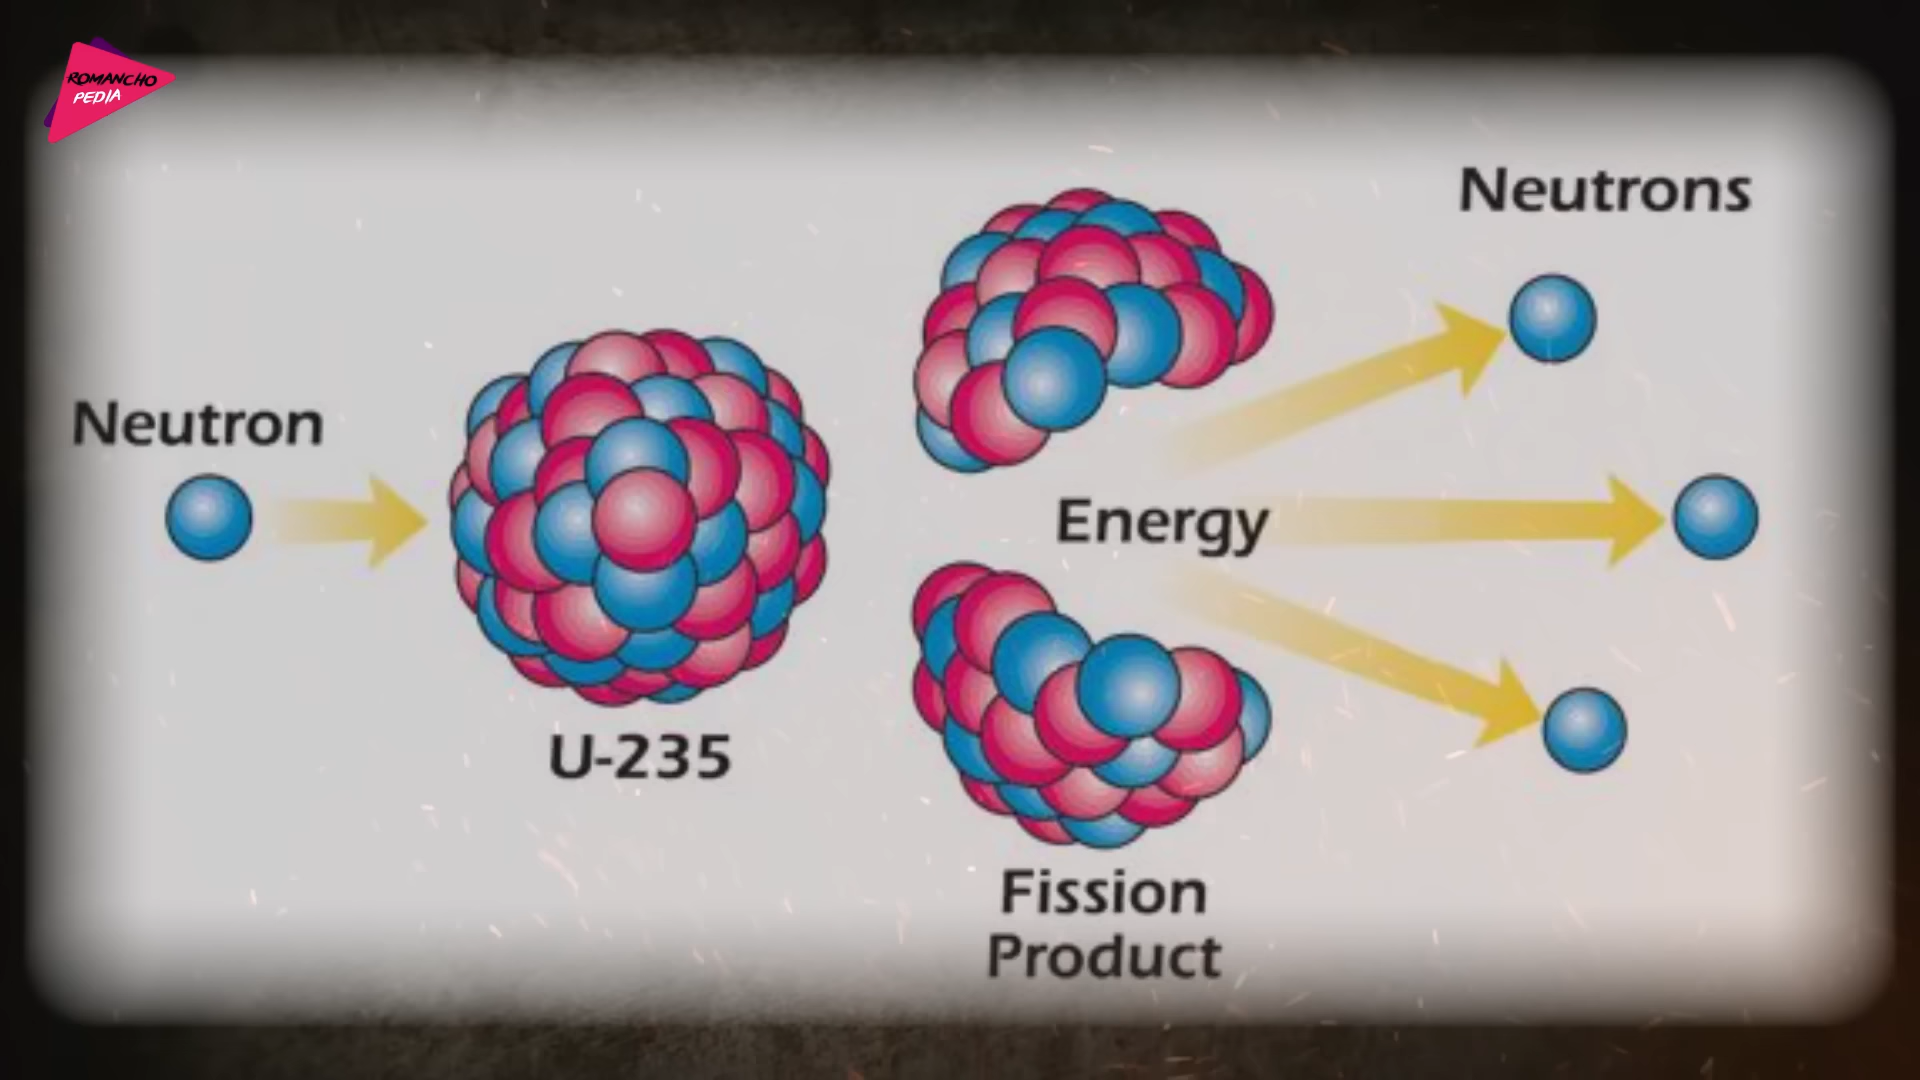 ROMANCHO
PEDIA
Neutrons
Neutron
Energy
U-235
Fission
Product